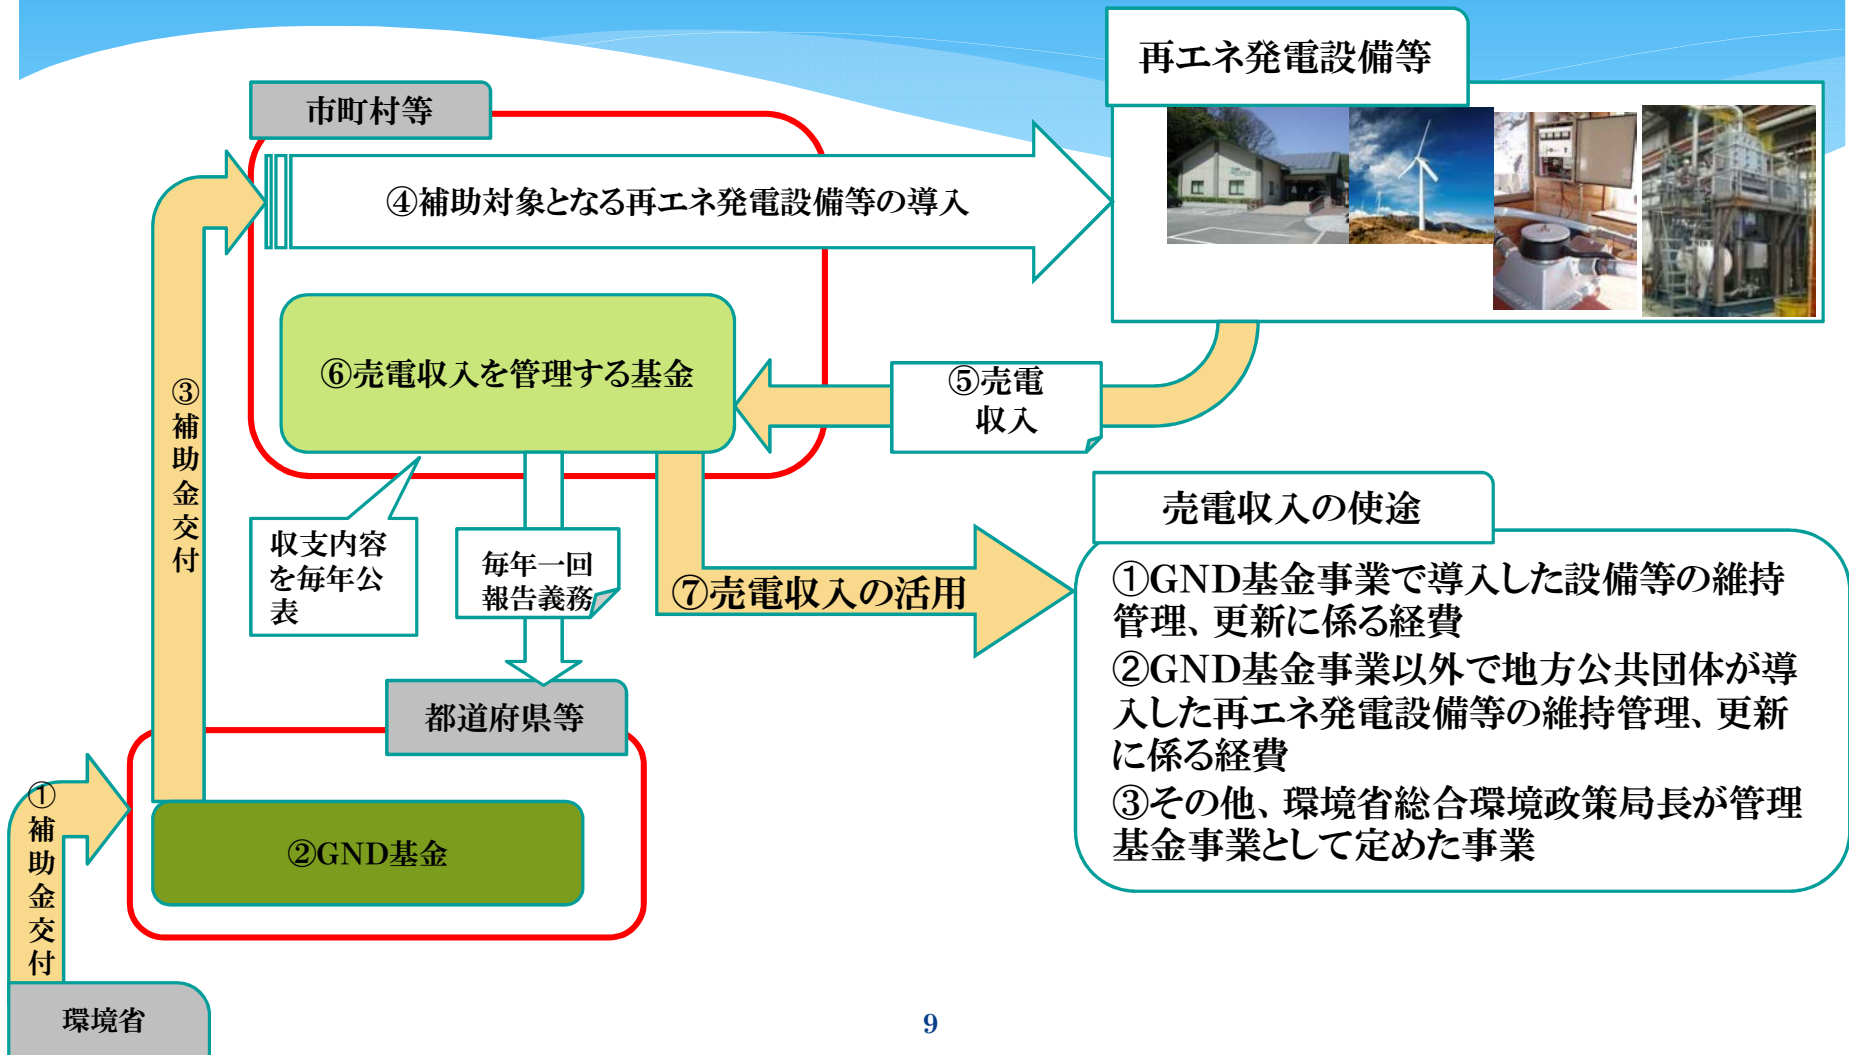 再エネ発電設備等
市町村等
④補助対象となる再エネ発電設備等の導入
⑥売電収入を管理する基金
⑤売電
収入
③補助金交付
収支内容
を毎年公
表
毎年一回
報告義務
⑦売電収入の活用
売電収入の使途
①GND基金事業で導入した設備等の維持
管理、更新に係る経費
②GND基金事業以外で地方公共団体が導
入した再エネ発電設備等の維持管理、更新
に係る経費
③その他、環境省総合環境政策局長が管理
基金事業として定めた事業
都道府県等
①補助金交付
②GND基金
環境省
9